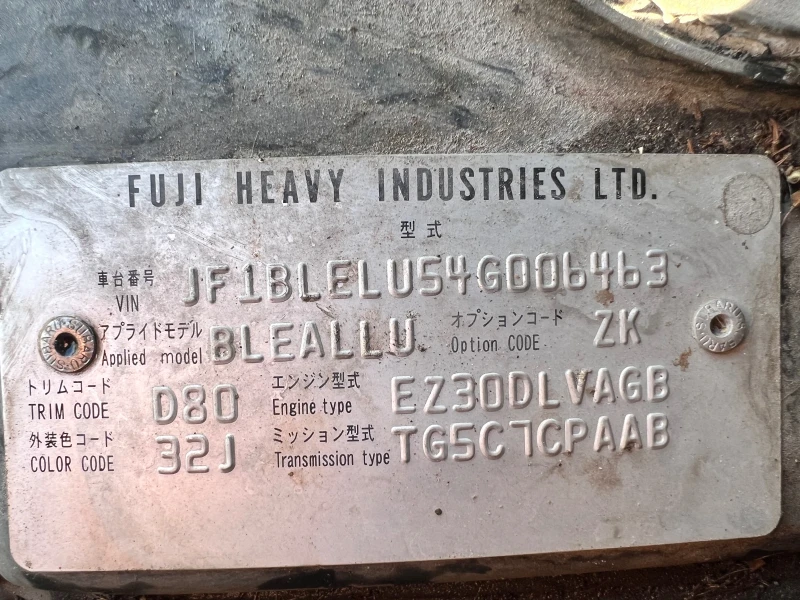 FUJI HEAVY INDUSTRIES LTD.
型式
車台番号 VIN JF1BLELU54G006463
アプライドモデル Applied model BLEALLU オプションコード Option CODE ZK
トリムコード TRIM CODE D80 エンジン型式 Engine type EZ30DLVAGB
外装色コード COLOR CODE 32J ミッション型式 Transmission type TG5C7CPAAB